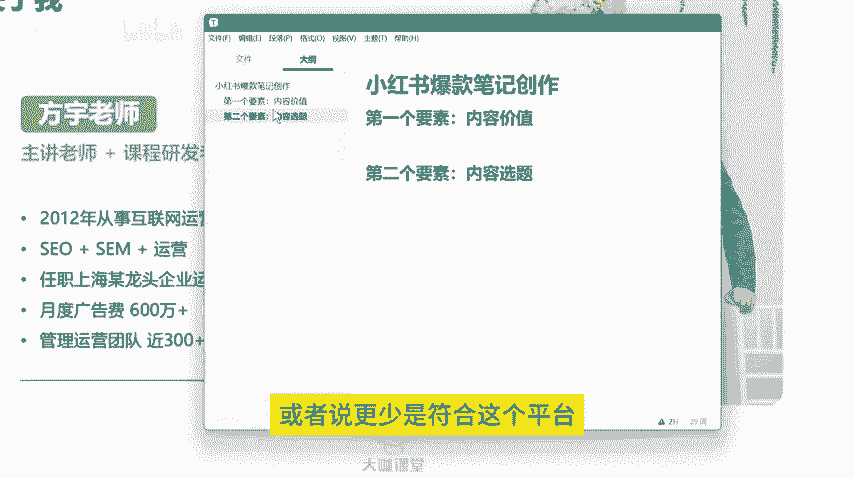 关于我
方宇老师
主讲老师 + 课程研发
• 2012年从事互联网运营
• SEO + SEM + 运营
• 任职上海某龙头企业运
• 月度广告费 600万+
• 管理运营团队 近300+
T
文件(F) 编辑(E) 段落(P) 格式(O) 视图(V) 主题(T) 帮助(H)
文件 大纲
小红书爆款笔记创作
第一个要素：内容价值
第二个要素：内容选题
小红书爆款笔记创作
第一个要素：内容价值
第二个要素：内容选题
29 词
或者说更少是符合这个平台
大咖课堂